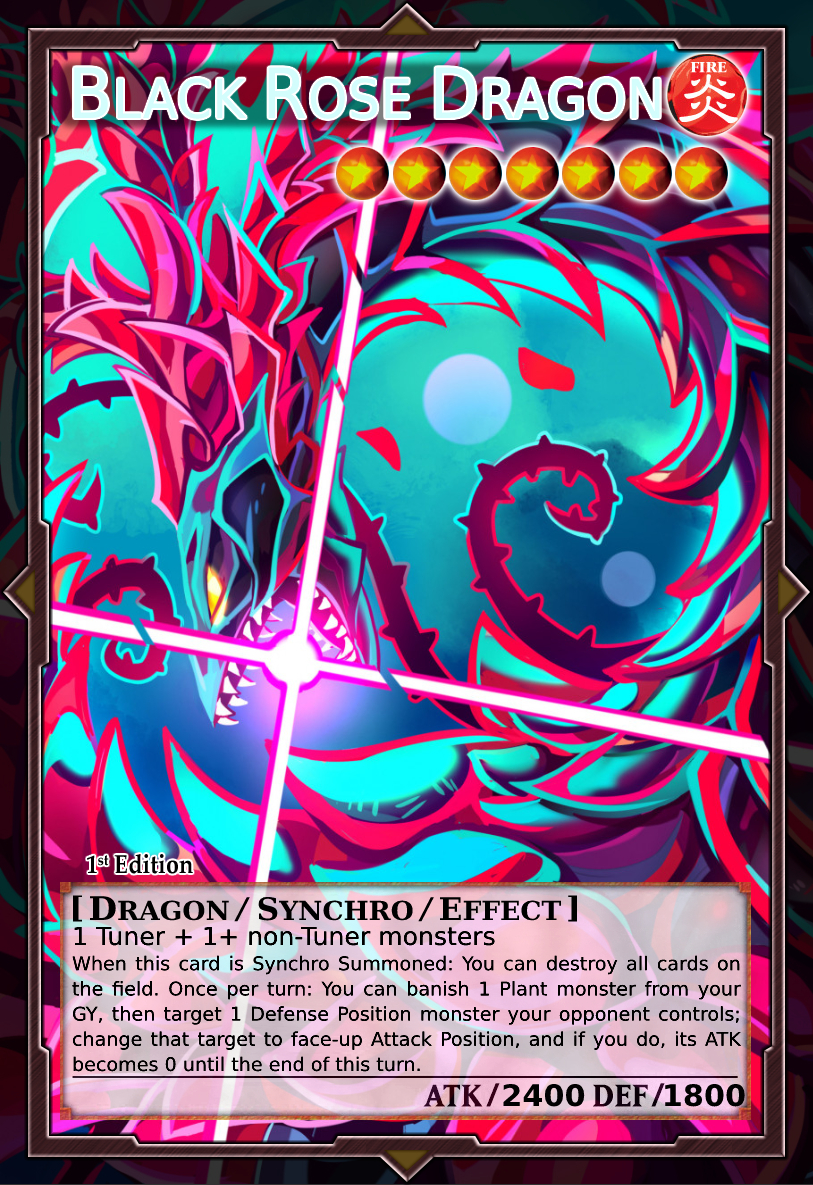 Black Rose Dragon
FIRE
炎
1st Edition
[ Dragon / Synchro / Effect ]
1 Tuner + 1+ non-Tuner monsters
When this card is Synchro Summoned: You can destroy all cards on
the field. Once per turn: You can banish 1 Plant monster from your
GY, then target 1 Defense Position monster your opponent controls;
change that target to face-up Attack Position, and if you do, its ATK
becomes 0 until the end of this turn.
ATK/2400 DEF/1800